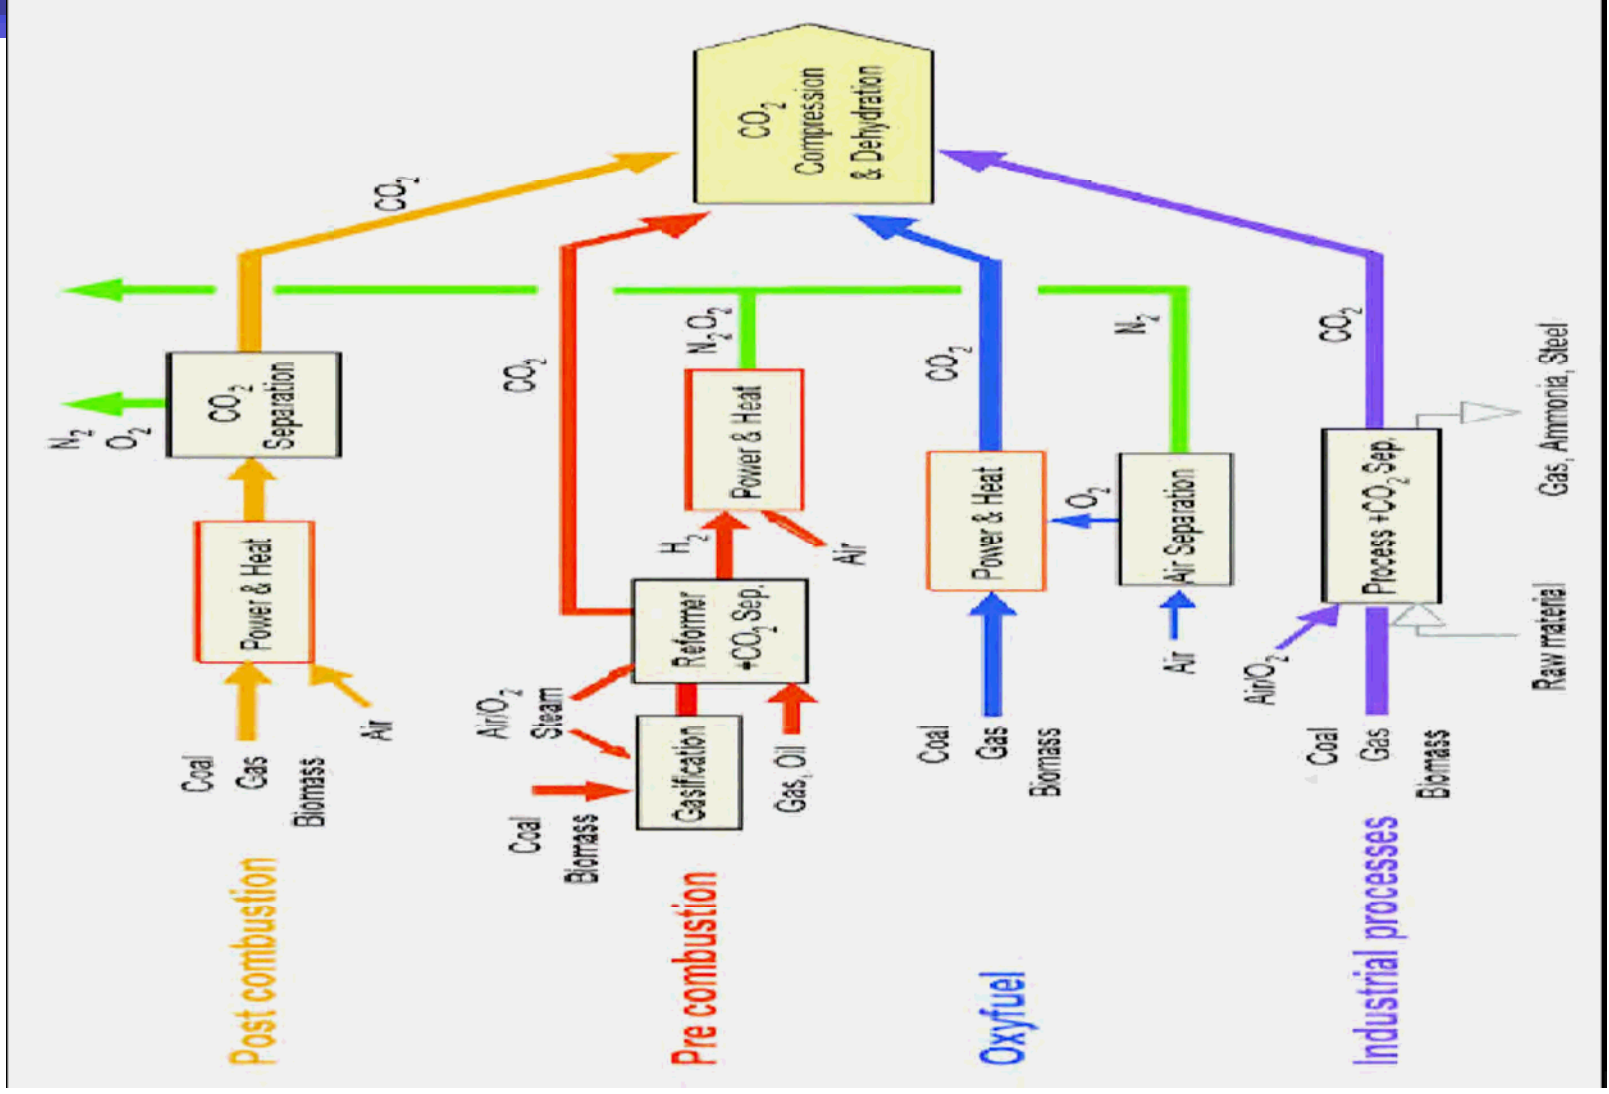 Post combustion
Coal
Gas
Biomass
Air
Power & Heat
CO₂
Separation
N₂
O₂
CO₂
Pre combustion
Coal
Biomass
Air/O₂
Steam
Gasification
Gas, Oil
Reformer
+CO₂ Sep.
H₂
Air
Power & Heat
N₂ O₂
CO₂
CO₂
Compression
& Dehydration
Oxyfuel
Coal
Gas
Biomass
Power & Heat
CO₂
O₂
Air
Air Separation
N₂
Industrial processes
Coal
Gas
Biomass
Air/O₂
Process +CO₂ Sep.
CO₂
Raw material
Gas, Ammonia, Steel